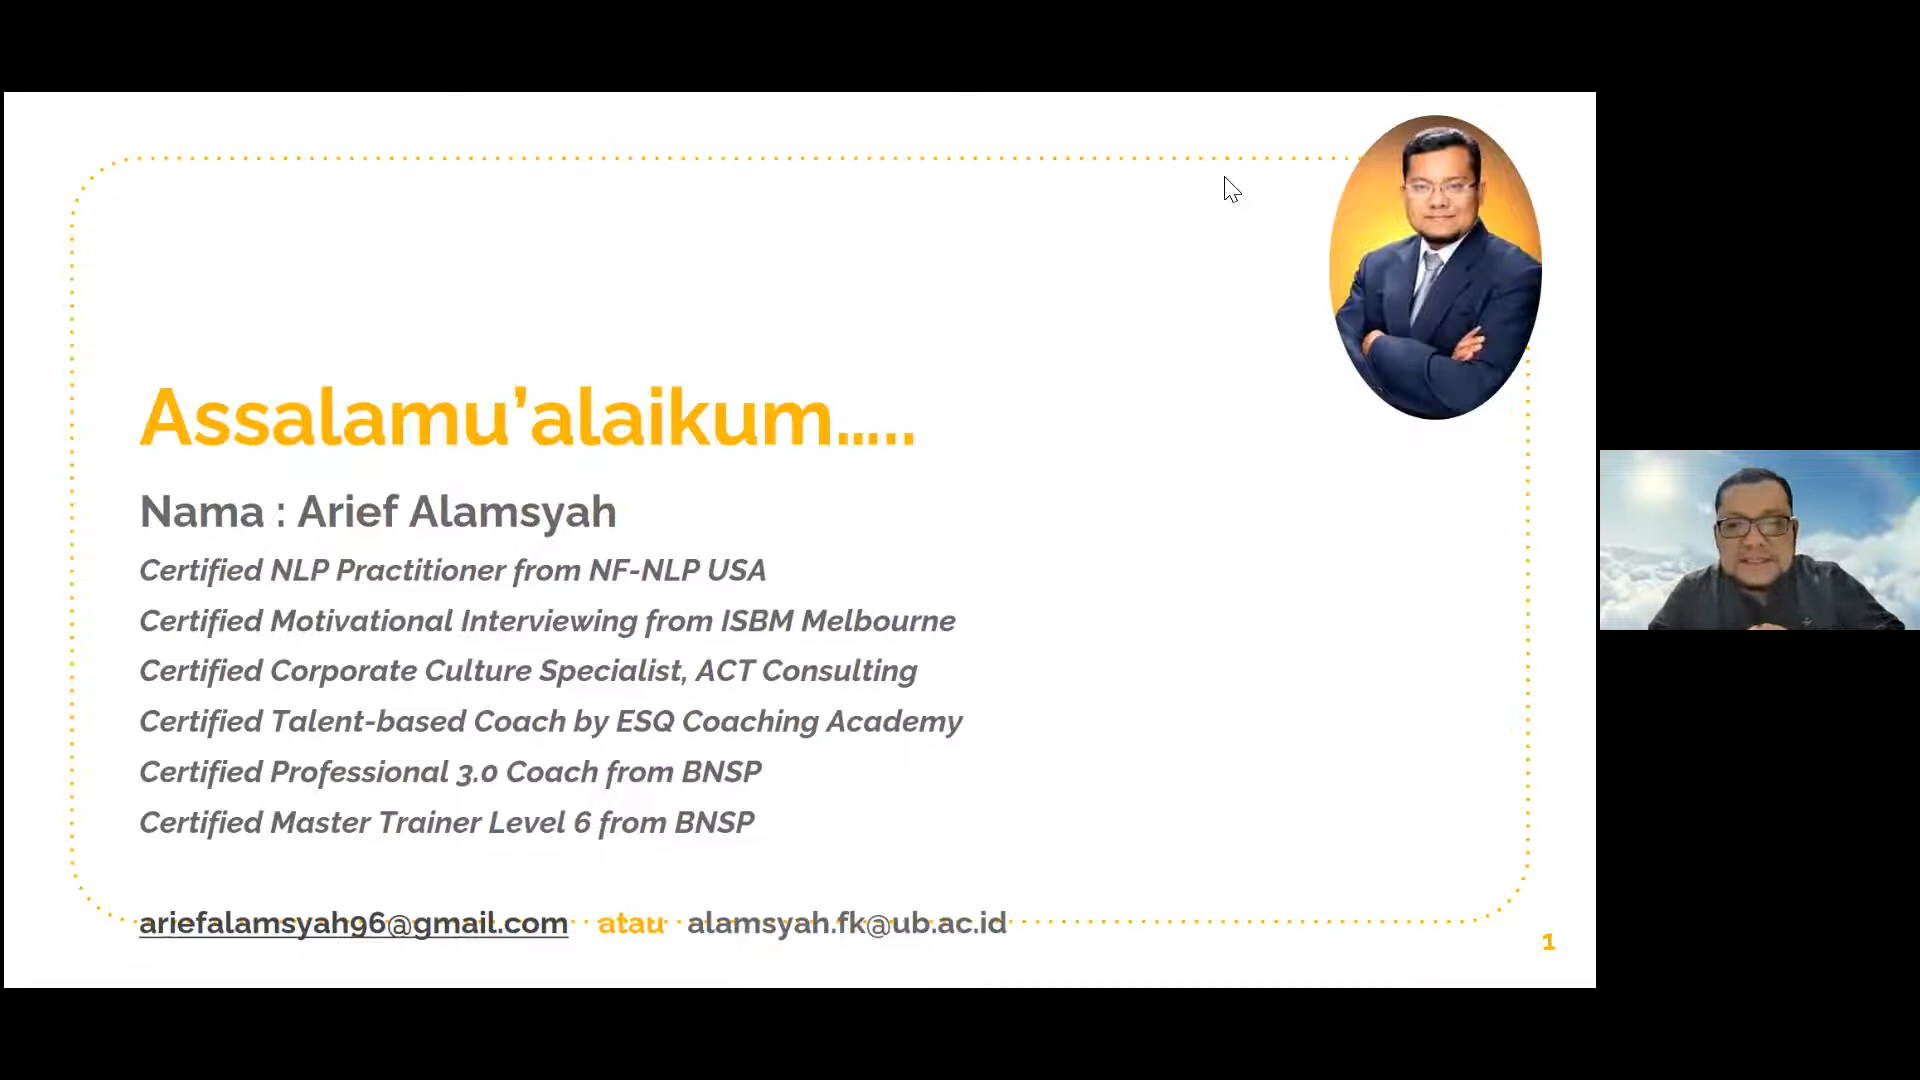 Assalamu’alaikum.....
Nama : Arief Alamsyah
Certified NLP Practitioner from NF-NLP USA
Certified Motivational Interviewing from ISBM Melbourne
Certified Corporate Culture Specialist, ACT Consulting
Certified Talent-based Coach by ESQ Coaching Academy
Certified Professional 3.0 Coach from BNSP
Certified Master Trainer Level 6 from BNSP
ariefalamsyah96@gmail.com atau alamsyah.fk@ub.ac.id
1